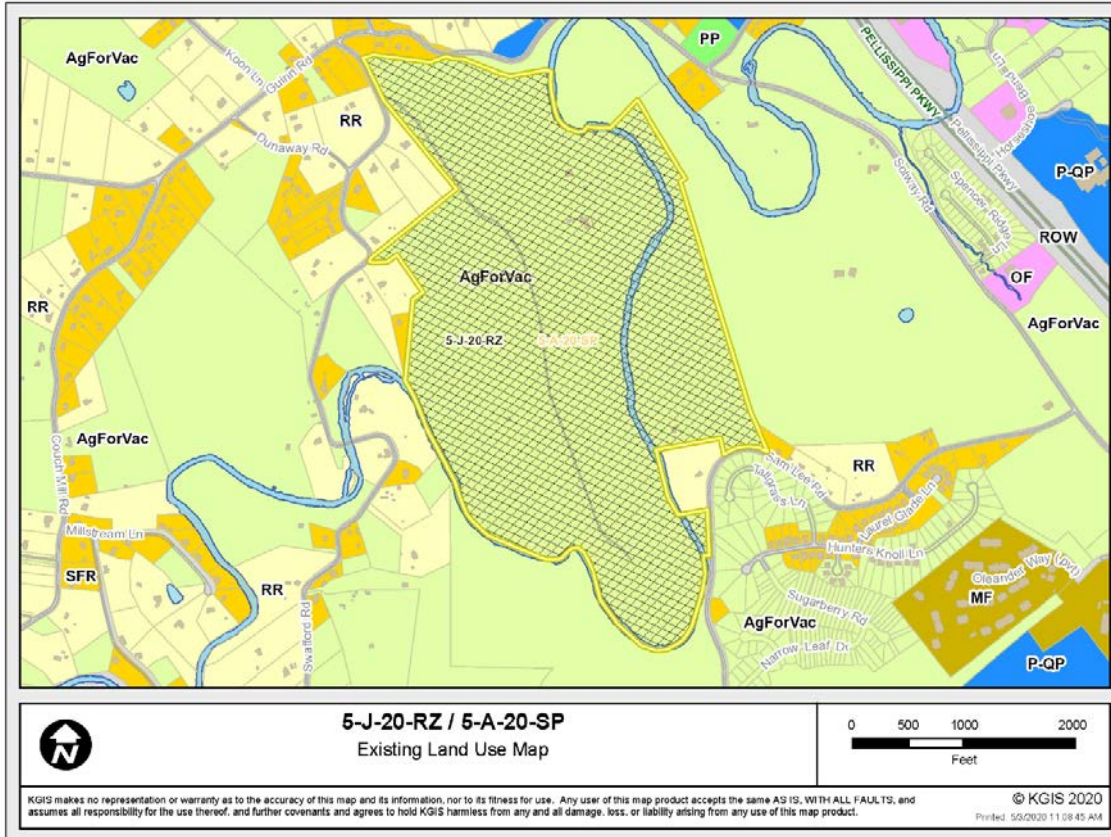 AgForVac
Koon Ln
Guinn Rd
RR
Dunaway Rd
PP
PELLISSIPPI PKWY
Pellissippi Pkwy
Horseshoe Bend Ln
P-QP
Solway Rd
Spencer Ridge Ln
ROW
OF
AgForVac
RR
AgForVac
5-J-20-RZ
5-A-20-SP
AgForVac
Couch Mill Rd
Millstream Ln
SFR
RR
Swafford Rd
Sam Lee Rd
RR
Tallgrass Ln
Laurel Glade Ln
Hunters Knoll Ln
Oleander Way (pvt)
MF
Sugarberry Rd
AgForVac
Narrow Leaf Dr
P-QP
N
5-J-20-RZ / 5-A-20-SP
Existing Land Use Map
0 500 1000 2000
Feet
KGIS makes no representation or warranty as to the accuracy of this map and its information, nor to its fitness for use. Any user of this map product accepts the same AS IS, WITH ALL FAULTS, and
assumes all responsibility for the use thereof, and further covenants and agrees to hold KGIS harmless from any and all damage, loss, or liability arising from any use of this map product.
© KGIS 2020
Printed: 5/3/2020 11:08:45 AM